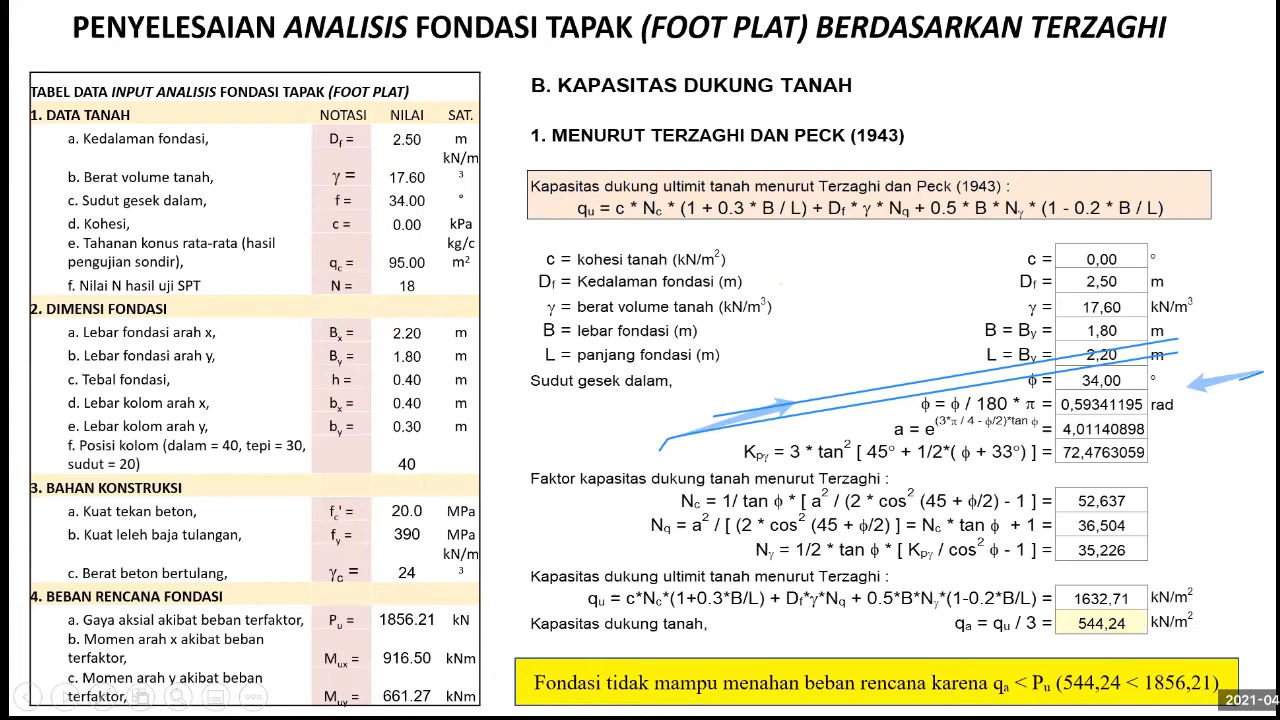 PENYELESAIAN ANALISIS FONDASI TAPAK (FOOT PLAT) BERDASARKAN TERZAGHI
TABEL DATA INPUT ANALISIS FONDASI TAPAK (FOOT PLAT)
1. DATA TANAH NOTASI NILAI SAT.
a. Kedalaman fondasi, Df = 2.50 m
b. Berat volume tanah, γ = 17.60 kN/m³
c. Sudut gesek dalam, f = 34.00 °
d. Kohesi, c = 0.00 kPa
e. Tahanan konus rata-rata (hasil
pengujian sondir), qc = 95.00 kg/cm²
f. Nilai N hasil uji SPT N = 18
2. DIMENSI FONDASI
a. Lebar fondasi arah x, Bx = 2.20 m
b. Lebar fondasi arah y, By = 1.80 m
c. Tebal fondasi, h = 0.40 m
d. Lebar kolom arah x, bx = 0.40 m
e. Lebar kolom arah y, by = 0.30 m
f. Posisi kolom (dalam = 40, tepi = 30,
sudut = 20) 40
3. BAHAN KONSTRUKSI
a. Kuat tekan beton, fc' = 20.0 MPa
b. Kuat leleh baja tulangan, fy = 390 MPa
c. Berat beton bertulang, γc = 24 kN/m³
4. BEBAN RENCANA FONDASI
a. Gaya aksial akibat beban terfaktor, Pu = 1856.21 kN
b. Momen arah x akibat beban
terfaktor, Mux = 916.50 kNm
c. Momen arah y akibat beban
terfaktor, Muy = 661.27 kNm
B. KAPASITAS DUKUNG TANAH
1. MENURUT TERZAGHI DAN PECK (1943)
Kapasitas dukung ultimit tanah menurut Terzaghi dan Peck (1943) :
qu = c * Nc * (1 + 0.3 * B / L) + Df * γ * Nq + 0.5 * B * Nγ * (1 - 0.2 * B / L)
c = kohesi tanah (kN/m²) c = 0,00 °
Df = Kedalaman fondasi (m) Df = 2,50 m
γ = berat volume tanah (kN/m³) γ = 17,60 kN/m³
B = lebar fondasi (m) B = By = 1,80 m
L = panjang fondasi (m) L = By = 2,20 m
Sudut gesek dalam, ϕ = 34,00 °
ϕ = ϕ / 180 * π = 0,59341195 rad
a = e^(3*π / 4 - ϕ/2)*tan ϕ = 4,01140898
Kpγ = 3 * tan² [ 45° + 1/2*( ϕ + 33°) ] = 72,4763059
Faktor kapasitas dukung tanah menurut Terzaghi :
Nc = 1/ tan ϕ * [ a² / (2 * cos² (45 + ϕ/2) - 1 ] = 52,637
Nq = a² / [ (2 * cos² (45 + ϕ/2) ] = Nc * tan ϕ + 1 = 36,504
Nγ = 1/2 * tan ϕ * [ Kpγ / cos² ϕ - 1 ] = 35,226
Kapasitas dukung ultimit tanah menurut Terzaghi :
qu = c*Nc*(1+0.3*B/L) + Df*γ*Nq + 0.5*B*Nγ*(1-0.2*B/L) = 1632,71 kN/m²
Kapasitas dukung tanah, qa = qu / 3 = 544,24 kN/m²
Fondasi tidak mampu menahan beban rencana karena qa < Pu (544,24 < 1856,21)
2021-04